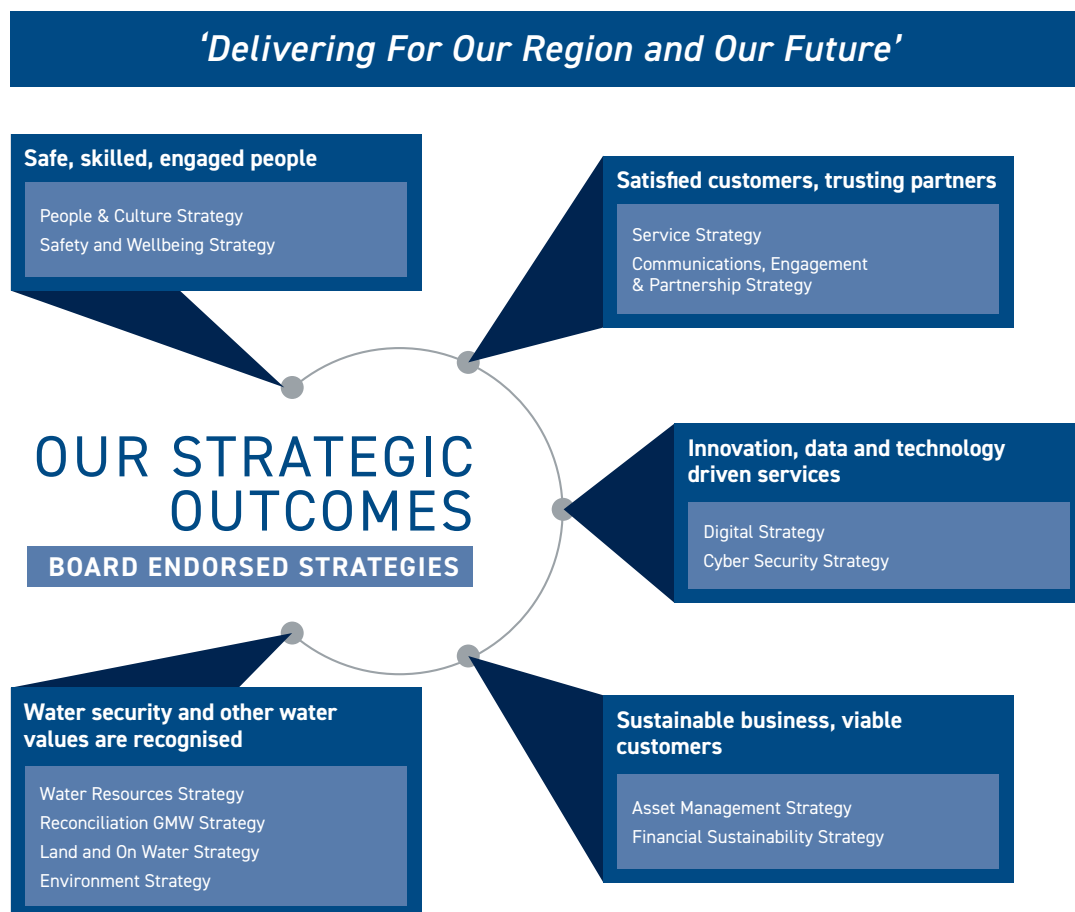 ‘Delivering For Our Region and Our Future’
Safe, skilled, engaged people
People & Culture Strategy
Safety and Wellbeing Strategy
Satisfied customers, trusting partners
Service Strategy
Communications, Engagement
& Partnership Strategy
OUR STRATEGIC
OUTCOMES
BOARD ENDORSED STRATEGIES
Innovation, data and technology
driven services
Digital Strategy
Cyber Security Strategy
Water security and other water
values are recognised
Water Resources Strategy
Reconciliation GMW Strategy
Land and On Water Strategy
Environment Strategy
Sustainable business, viable
customers
Asset Management Strategy
Financial Sustainability Strategy